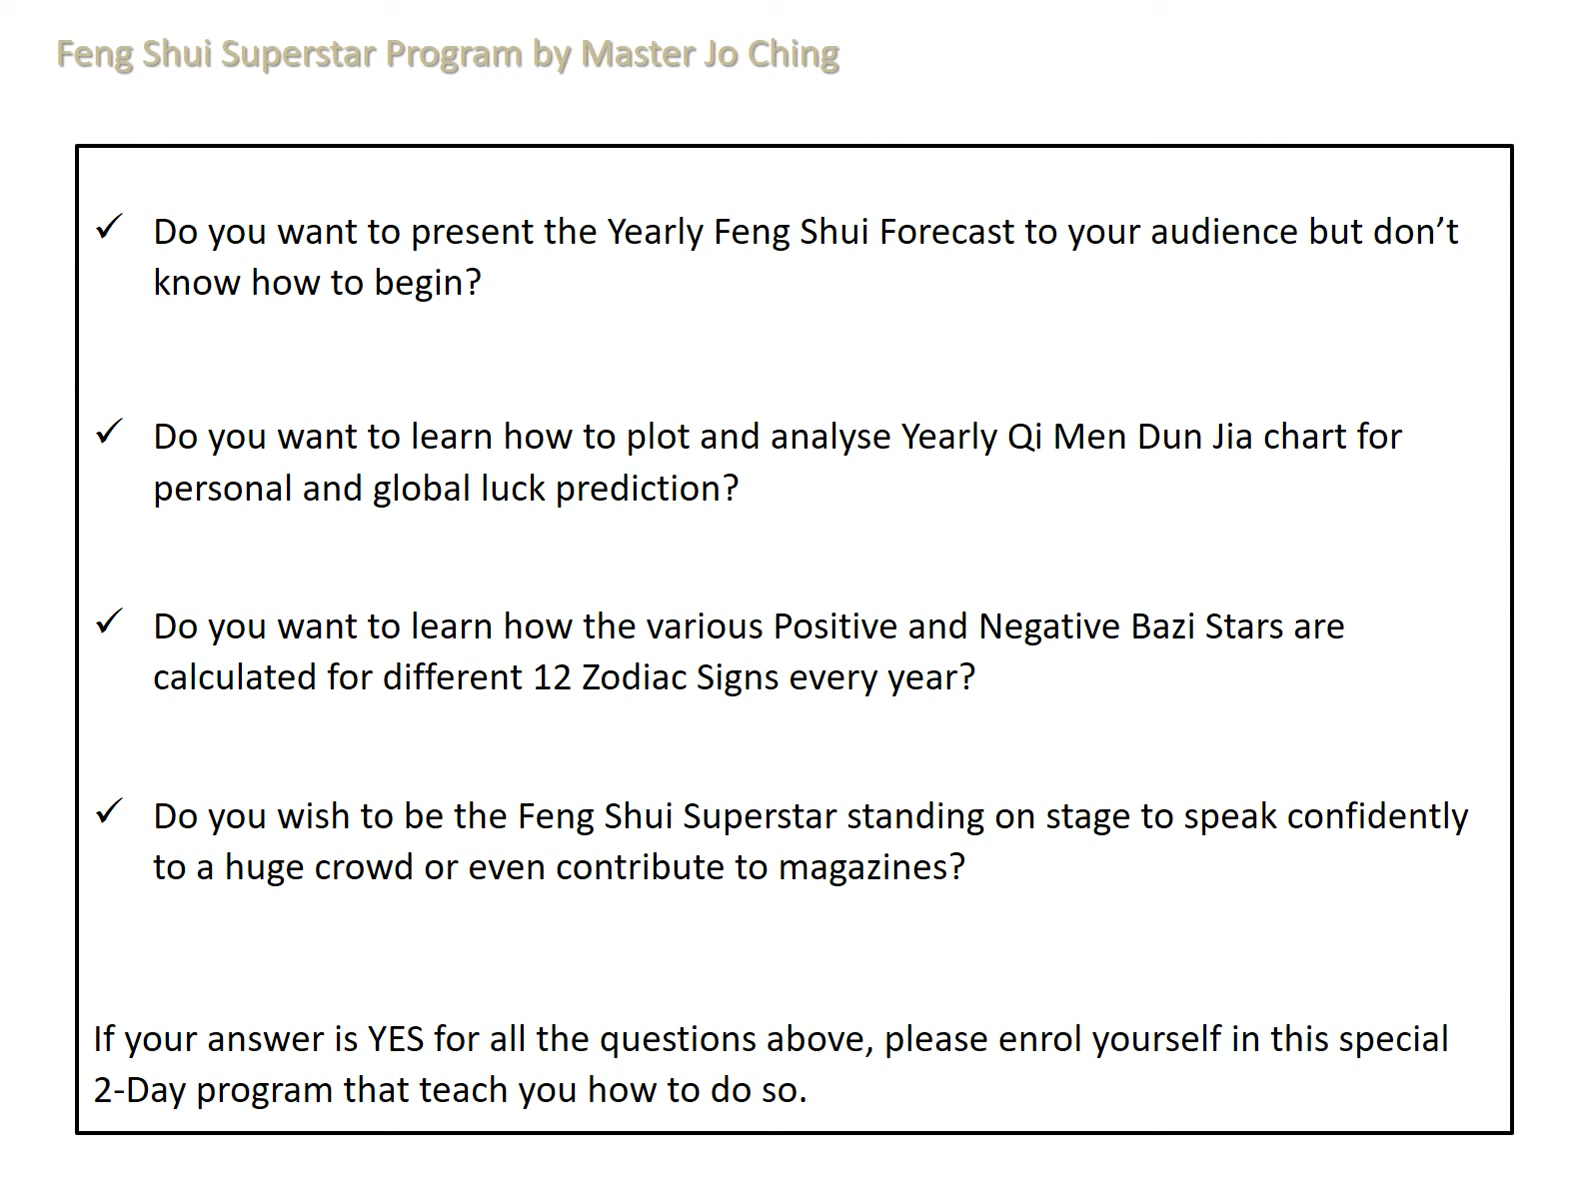 Feng Shui Superstar Program by Master Jo Ching
✓ Do you want to present the Yearly Feng Shui Forecast to your audience but don’t
know how to begin?
✓ Do you want to learn how to plot and analyse Yearly Qi Men Dun Jia chart for
personal and global luck prediction?
✓ Do you want to learn how the various Positive and Negative Bazi Stars are
calculated for different 12 Zodiac Signs every year?
✓ Do you wish to be the Feng Shui Superstar standing on stage to speak confidently
to a huge crowd or even contribute to magazines?
If your answer is YES for all the questions above, please enrol yourself in this special
2-Day program that teach you how to do so.